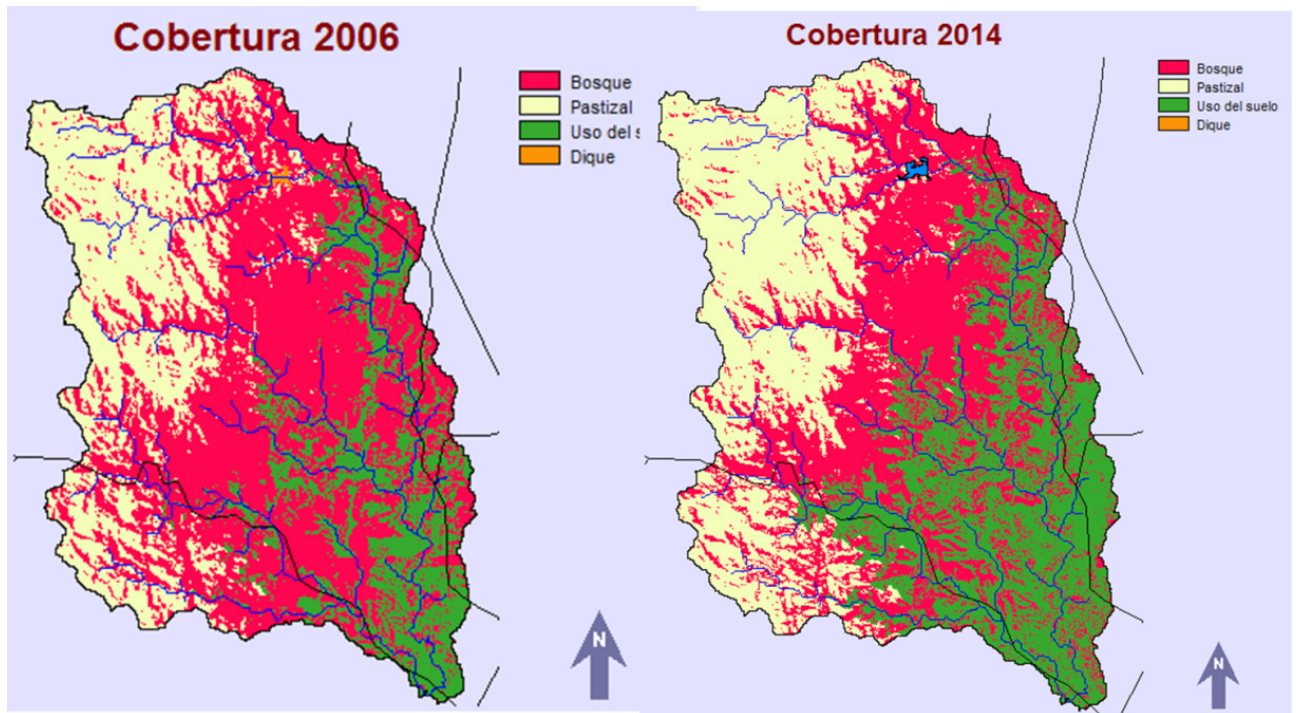 Cobertura 2006
Bosque
Pastizal
Uso del s
Dique
N
Cobertura 2014
Bosque
Pastizal
Uso del suelo
Dique
N